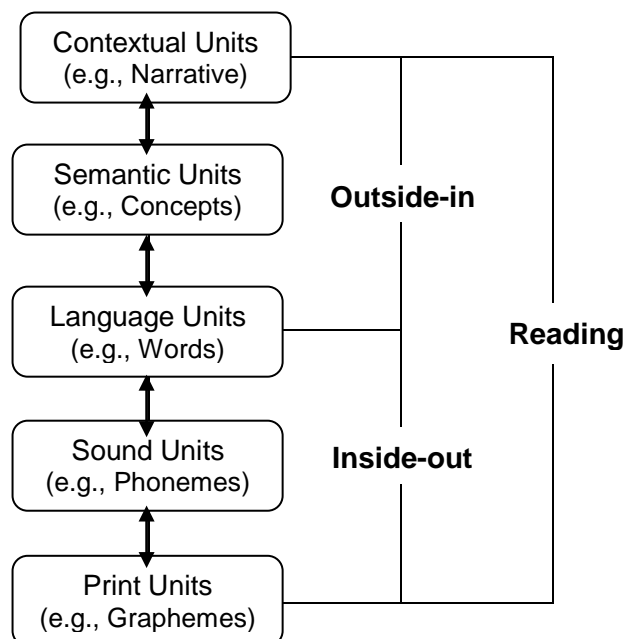 Contextual Units
(e.g., Narrative)
Semantic Units
(e.g., Concepts)
Outside-in
Language Units
(e.g., Words)
Reading
Sound Units
(e.g., Phonemes)
Inside-out
Print Units
(e.g., Graphemes)